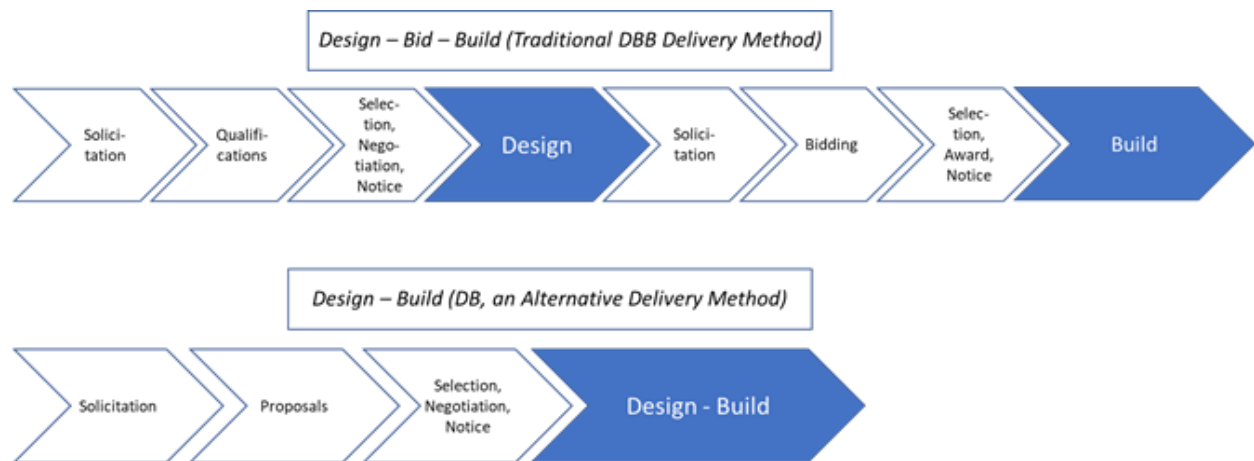 Design – Bid – Build (Traditional DBB Delivery Method)
Solici-
tation
Qualifi-
cations
Selec-
tion,
Nego-
tiation,
Notice
Design
Solici-
tation
Bidding
Selec-
tion,
Award,
Notice
Build
Design – Build (DB, an Alternative Delivery Method)
Solicitation
Proposals
Selection,
Negotiation,
Notice
Design - Build